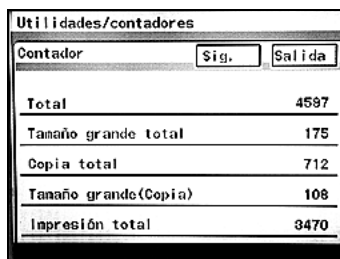 Utilidades/contadores
Contador Sig. Salida
Total 4597
Tamaño grande total 175
Copia total 712
Tamaño grande(Copia) 108
Impresión total 3470